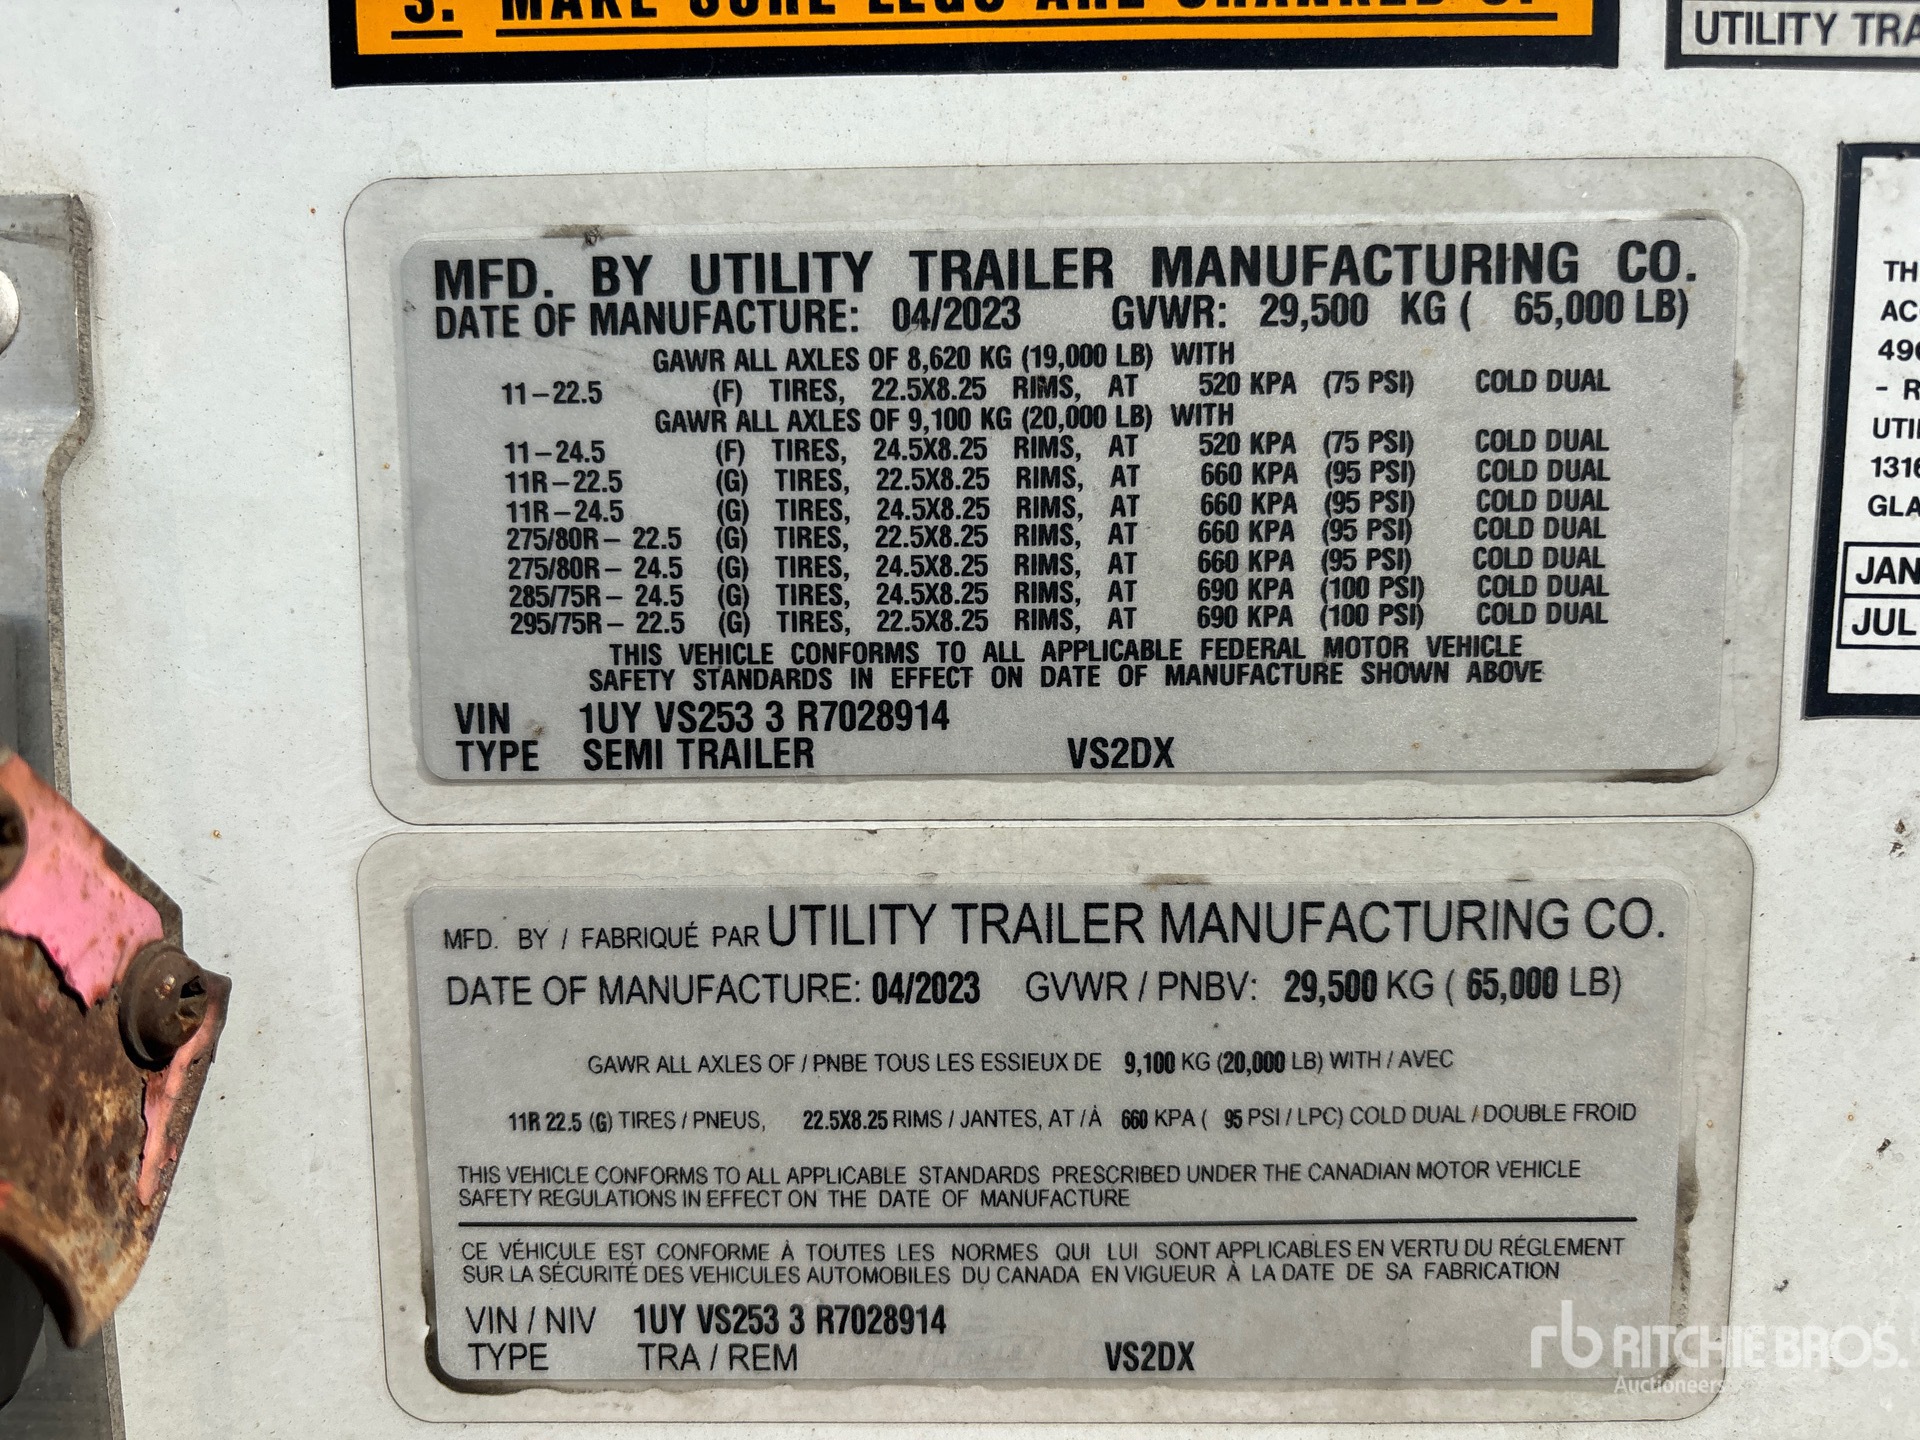 MAKE SURE LEGS ARE CRANKED UP
UTILITY TRA
MFD. BY UTILITY TRAILER MANUFACTURING CO.
DATE OF MANUFACTURE: 04/2023 GVWR: 29,500 KG ( 65,000 LB)
GAWR ALL AXLES OF 8,620 KG (19,000 LB) WITH
11-22.5 (F) TIRES, 22.5X8.25 RIMS, AT 520 KPA (75 PSI) COLD DUAL
GAWR ALL AXLES OF 9,100 KG (20,000 LB) WITH
11-24.5 (F) TIRES, 24.5X8.25 RIMS, AT 520 KPA (75 PSI) COLD DUAL
11R-22.5 (G) TIRES, 22.5X8.25 RIMS, AT 660 KPA (95 PSI) COLD DUAL
11R-24.5 (G) TIRES, 24.5X8.25 RIMS, AT 660 KPA (95 PSI) COLD DUAL
275/80R- 22.5 (G) TIRES, 22.5X8.25 RIMS, AT 660 KPA (95 PSI) COLD DUAL
275/80R- 24.5 (G) TIRES, 24.5X8.25 RIMS, AT 660 KPA (95 PSI) COLD DUAL
285/75R- 24.5 (G) TIRES, 24.5X8.25 RIMS, AT 690 KPA (100 PSI) COLD DUAL
295/75R- 22.5 (G) TIRES, 22.5X8.25 RIMS, AT 690 KPA (100 PSI) COLD DUAL
THIS VEHICLE CONFORMS TO ALL APPLICABLE FEDERAL MOTOR VEHICLE
SAFETY STANDARDS IN EFFECT ON DATE OF MANUFACTURE SHOWN ABOVE
VIN 1UY VS253 3 R7028914
TYPE SEMI TRAILER VS2DX
TH
AC
490
- R
UTI
1316
GLA
JAN
JUL
MFD. BY / FABRIQUÉ PAR UTILITY TRAILER MANUFACTURING CO.
DATE OF MANUFACTURE: 04/2023 GVWR / PNBV: 29,500 KG ( 65,000 LB)
GAWR ALL AXLES OF / PNBE TOUS LES ESSIEUX DE 9,100 KG (20,000 LB) WITH / AVEC
11R 22.5 (G) TIRES / PNEUS, 22.5X8.25 RIMS / JANTES, AT / À 660 KPA ( 95 PSI / LPC) COLD DUAL / DOUBLE FROID
THIS VEHICLE CONFORMS TO ALL APPLICABLE STANDARDS PRESCRIBED UNDER THE CANADIAN MOTOR VEHICLE
SAFETY REGULATIONS IN EFFECT ON THE DATE OF MANUFACTURE
CE VÉHICULE EST CONFORME À TOUTES LES NORMES QUI LUI SONT APPLICABLES EN VERTU DU RÉGLEMENT
SUR LA SÉCURITÉ DES VEHICULES AUTOMOBILES DU CANADA EN VIGUEUR À LA DATE DE SA FABRICATION
VIN / NIV 1UY VS253 3 R7028914
TYPE TRA / REM VS2DX
rb RITCHIE BROS.
Auctioneers